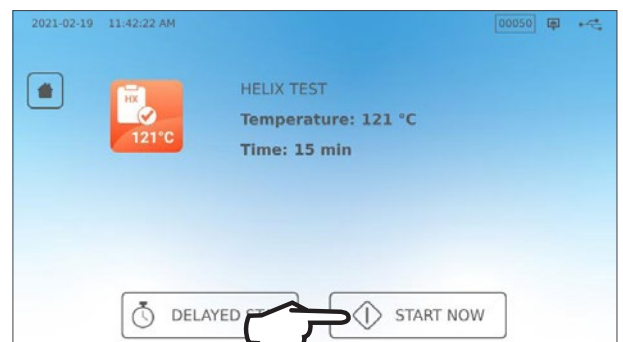 2021-02-19 11:42:22 AM 00050
HELIX TEST
HX
Temperature: 121 °C
121°C
Time: 15 min
DELAYED
START NOW